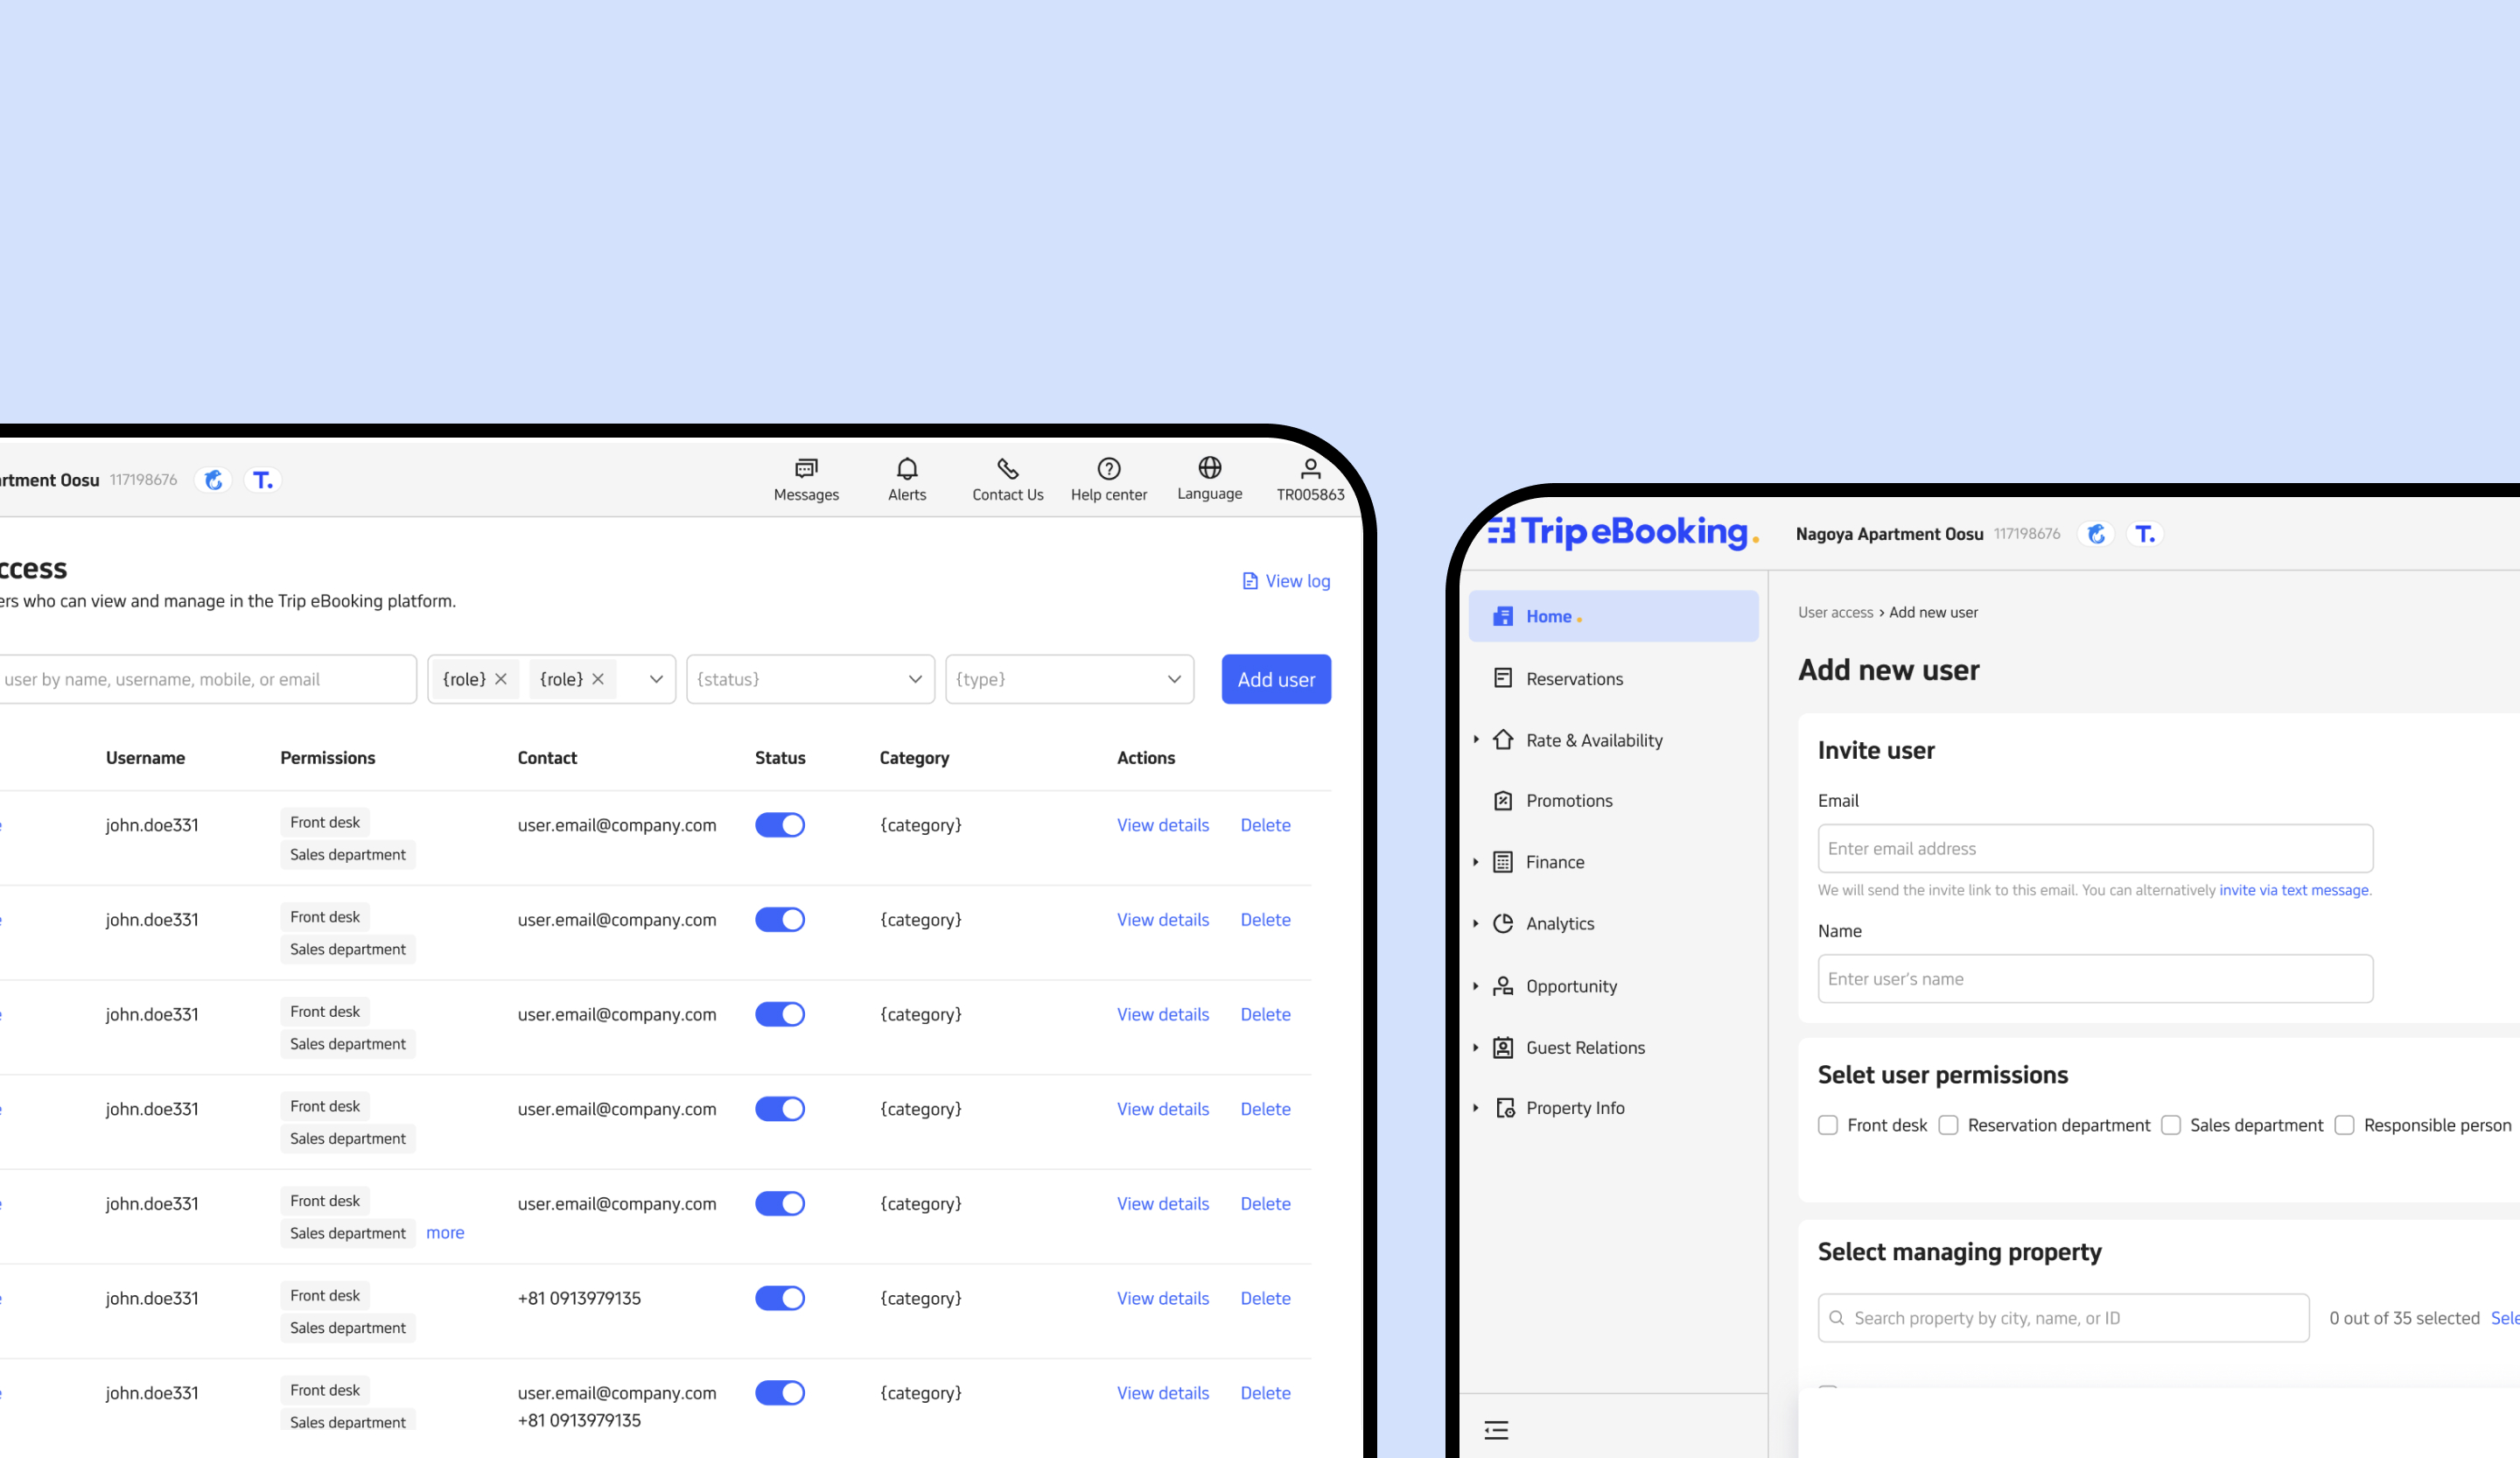 rtment Oosu 117198676 T.
Messages Alerts Contact Us Help center Language TR005863
ccess
View log
ers who can view and manage in the Trip eBooking platform.
user by name, username, mobile, or email {role} {role} {status} {type} Add user
Username Permissions Contact Status Category Actions
john.doe331 Front desk user.email@company.com {category} View details Delete
Sales department
john.doe331 Front desk user.email@company.com {category} View details Delete
Sales department
john.doe331 Front desk user.email@company.com {category} View details Delete
Sales department
john.doe331 Front desk user.email@company.com {category} View details Delete
Sales department
john.doe331 Front desk user.email@company.com {category} View details Delete
Sales department more
john.doe331 Front desk +81 0913979135 {category} View details Delete
Sales department
john.doe331 Front desk user.email@company.com {category} View details Delete
Sales department +81 0913979135
Trip eBooking. Nagoya Apartment Oosu 117198676 T.
Home
Reservations
Rate & Availability
Promotions
Finance
Analytics
Opportunity
Guest Relations
Property Info
User access › Add new user
Add new user
Invite user
Email
Enter email address
We will send the invite link to this email. You can alternatively invite via text message.
Name
Enter user's name
Selet user permissions
Front desk Reservation department Sales department Responsible person
Select managing property
Search property by city, name, or ID 0 out of 35 selected Sele